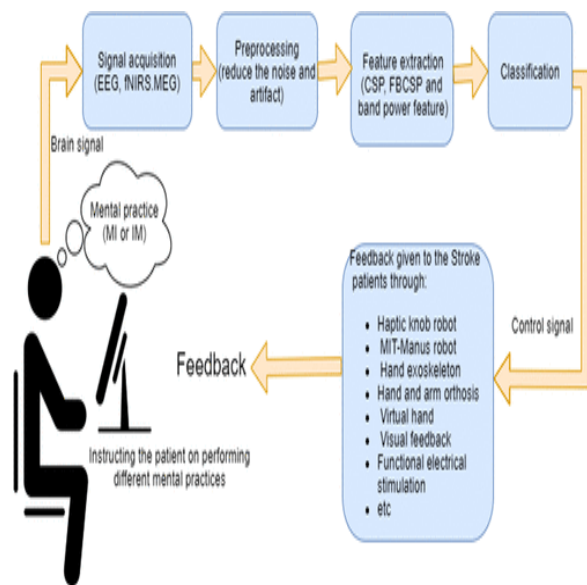 Signal acquisition
(EEG, fNIRS.MEG)
Preprocessing
(reduce the noise and
artifact)
Feature extraction
(CSP, FBCSP and
band power feature)
Classification
Brain signal
Mental practice
(MI or IM)
Feedback given to the Stroke
patients through:
• Haptic knob robot
• MIT-Manus robot
• Hand exoskeleton
• Hand and arm orthosis
• Virtual hand
• Visual feedback
• Functional electrical
stimulation
• etc
Control signal
Feedback
Instructing the patient on performing
different mental practices